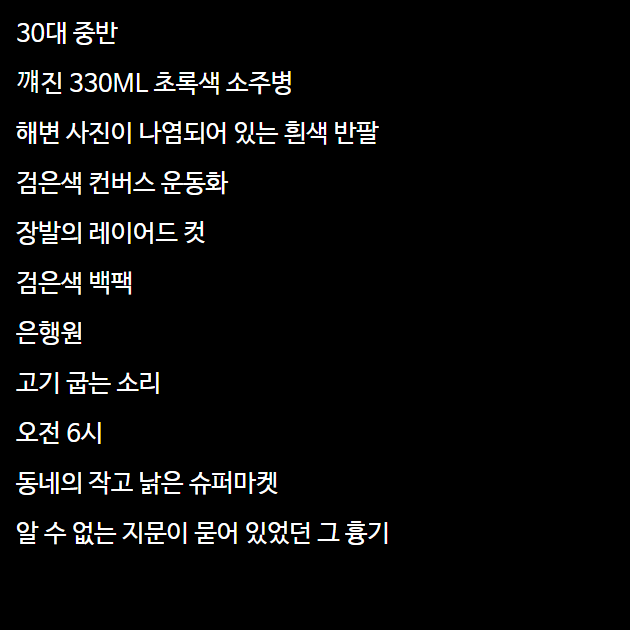 30대 중반
깨진 330ML 초록색 소주병
해변 사진이 나염되어 있는 흰색 반팔
검은색 컨버스 운동화
장발의 레이어드 컷
검은색 백팩
은행원
고기 굽는 소리
오전 6시
동네의 작고 낡은 슈퍼마켓
알 수 없는 지문이 묻어 있었던 그 흉기